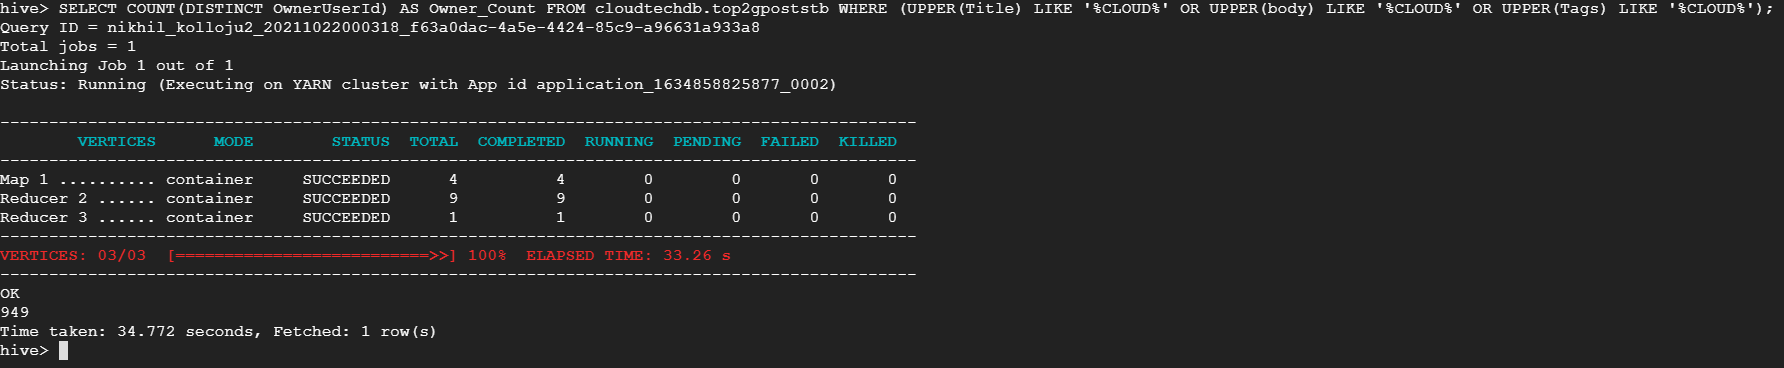 hive> SELECT COUNT(DISTINCT OwnerUserId) AS Owner_Count FROM cloudtechdb.top2gpoststb WHERE (UPPER(Title) LIKE '%CLOUD%' OR UPPER(body) LIKE '%CLOUD%' OR UPPER(Tags) LIKE '%CLOUD%');
Query ID = nikhil_kolloju2_20211022000318_f63a0dac-4a5e-4424-85c9-a96631a933a8
Total jobs = 1
Launching Job 1 out of 1
Status: Running (Executing on YARN cluster with App id application_1634858825877_0002)
----------------------------------------------------------------------------------------------
        VERTICES      MODE        STATUS  TOTAL  COMPLETED  RUNNING  PENDING  FAILED  KILLED
----------------------------------------------------------------------------------------------
Map 1 .......... container     SUCCEEDED      4          4        0        0       0       0
Reducer 2 ...... container     SUCCEEDED      9          9        0        0       0       0
Reducer 3 ...... container     SUCCEEDED      1          1        0        0       0       0
----------------------------------------------------------------------------------------------
VERTICES: 03/03  [==========================>>] 100%  ELAPSED TIME: 33.26 s
----------------------------------------------------------------------------------------------
OK
949
Time taken: 34.772 seconds, Fetched: 1 row(s)
hive>